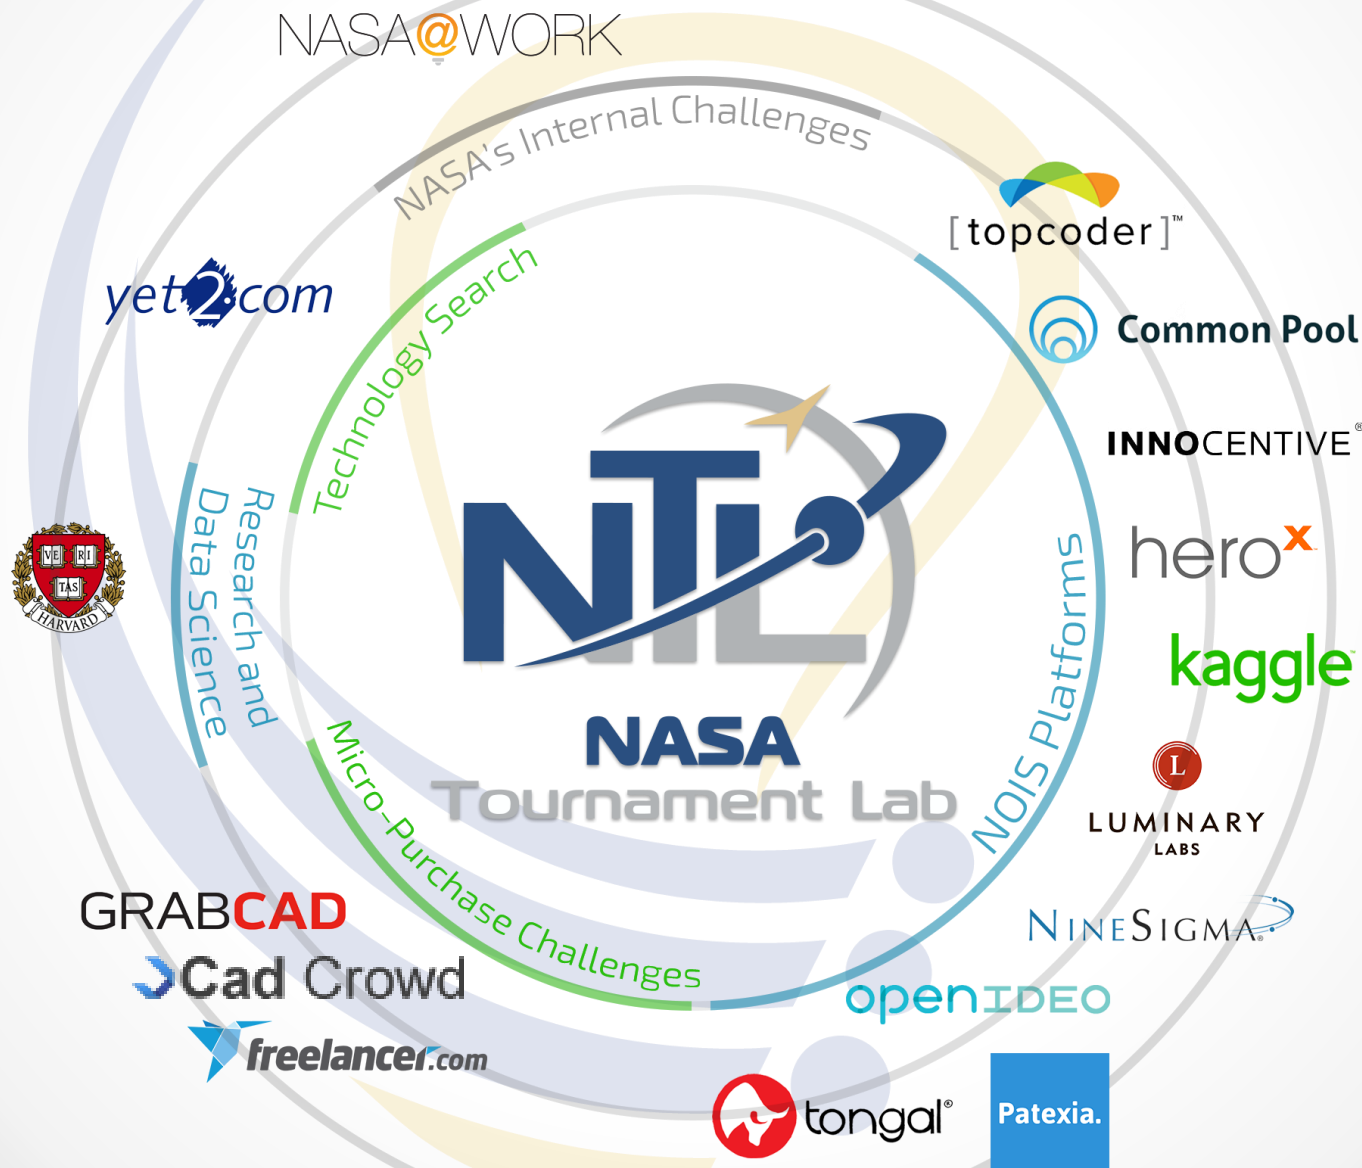 NASA@WORK
NASA's Internal Challenges
[topcoder]™
Technology Search
yet2.com
Common Pool
INNOCENTIVE®
herox
kaggle
Research and
Data Science
VE RI
TAS
HARVARD
NTL
NASA
Tournament Lab
NOIS Platforms
L
LUMINARY
LABS
Micro-Purchase Challenges
GRABCAD
Cad Crowd
freelancer.com
NINESIGMA®
openIDEO
tongal®
Patexia.